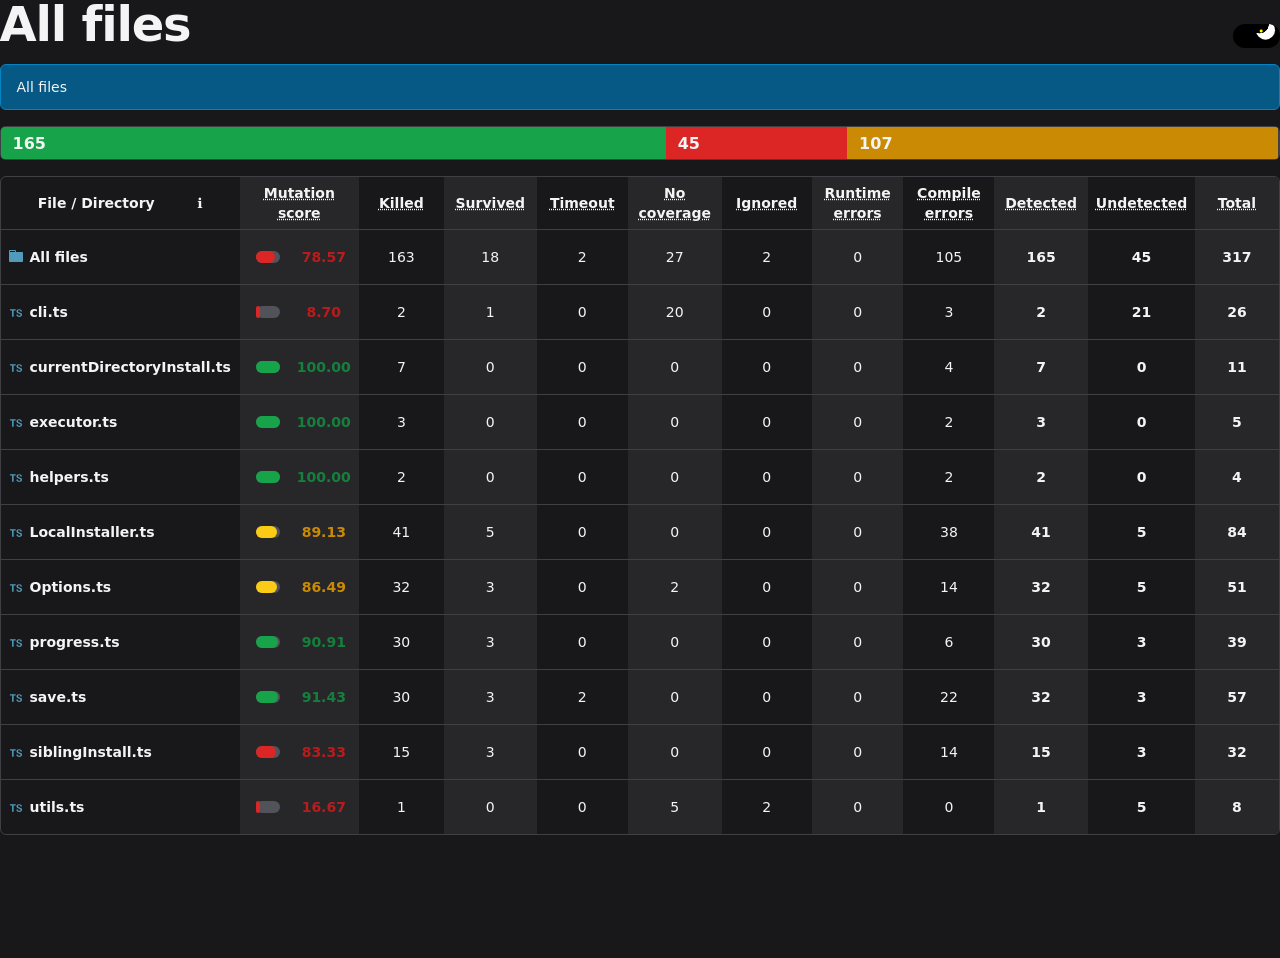 All files
All files
165 45 107
File / Directory ℹ Mutation score Killed Survived Timeout No coverage Ignored Runtime errors Compile errors Detected Undetected Total
All files 78.57 163 18 2 27 2 0 105 165 45 317
TS cli.ts 8.70 2 1 0 20 0 0 3 2 21 26
TS currentDirectoryInstall.ts 100.00 7 0 0 0 0 0 4 7 0 11
TS executor.ts 100.00 3 0 0 0 0 0 2 3 0 5
TS helpers.ts 100.00 2 0 0 0 0 0 2 2 0 4
TS LocalInstaller.ts 89.13 41 5 0 0 0 0 38 41 5 84
TS Options.ts 86.49 32 3 0 2 0 0 14 32 5 51
TS progress.ts 90.91 30 3 0 0 0 0 6 30 3 39
TS save.ts 91.43 30 3 2 0 0 0 22 32 3 57
TS siblingInstall.ts 83.33 15 3 0 0 0 0 14 15 3 32
TS utils.ts 16.67 1 0 0 5 2 0 0 1 5 8